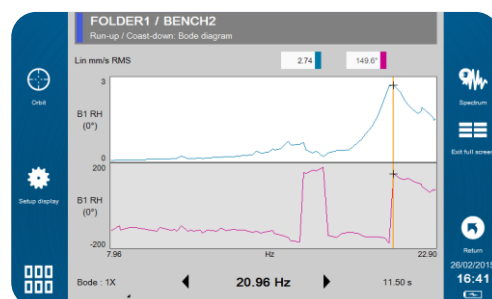 FOLDER1 / BENCH2
Run-up / Coast-down: Bode diagram
Lin mm/s RMS
2.74
149.6°
3
B1 RH
(0°)
0
200
B1 RH
(0°)
-200
7.96
Hz
22.90
Bode : 1X
20.96 Hz
11.50 s
Orbit
Setup display
Spectrum
Exit full screen
Return
26/02/2015
16:41